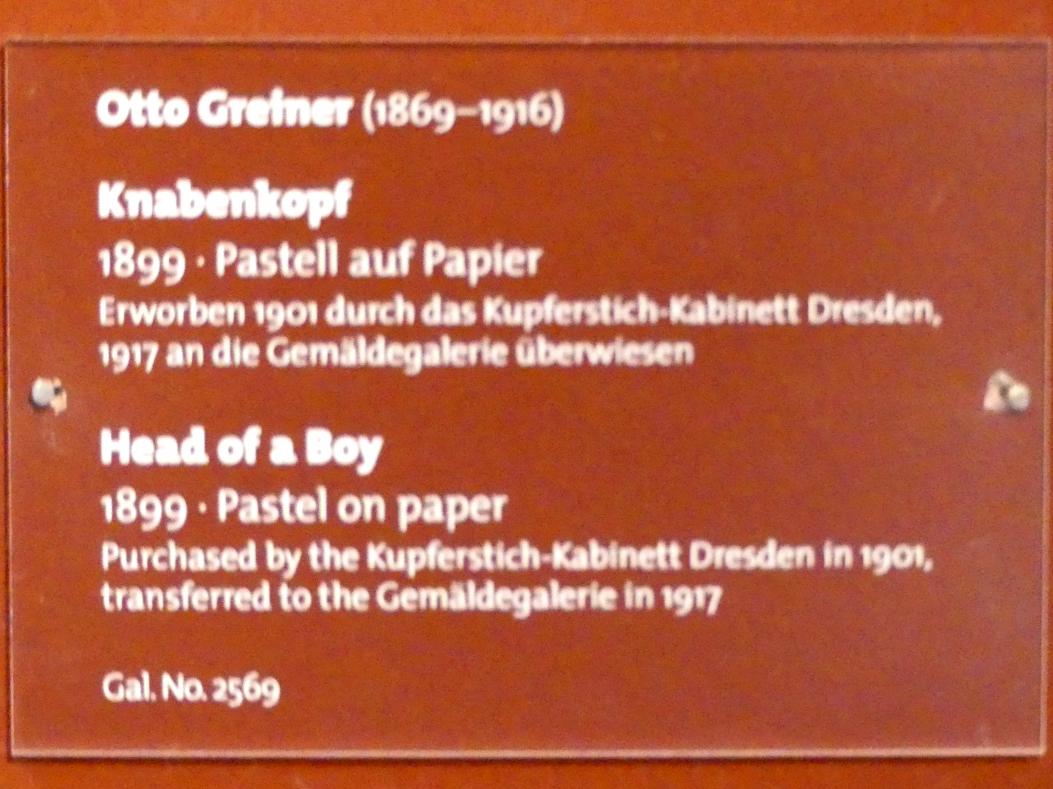 Otto Greiner (1869–1916)
Knabenkopf
1899 · Pastell auf Papier
Erworben 1901 durch das Kupferstich-Kabinett Dresden,
1917 an die Gemäldegalerie überwiesen
Head of a Boy
1899 · Pastel on paper
Purchased by the Kupferstich-Kabinett Dresden in 1901,
transferred to the Gemäldegalerie in 1917
Gal. No. 2569